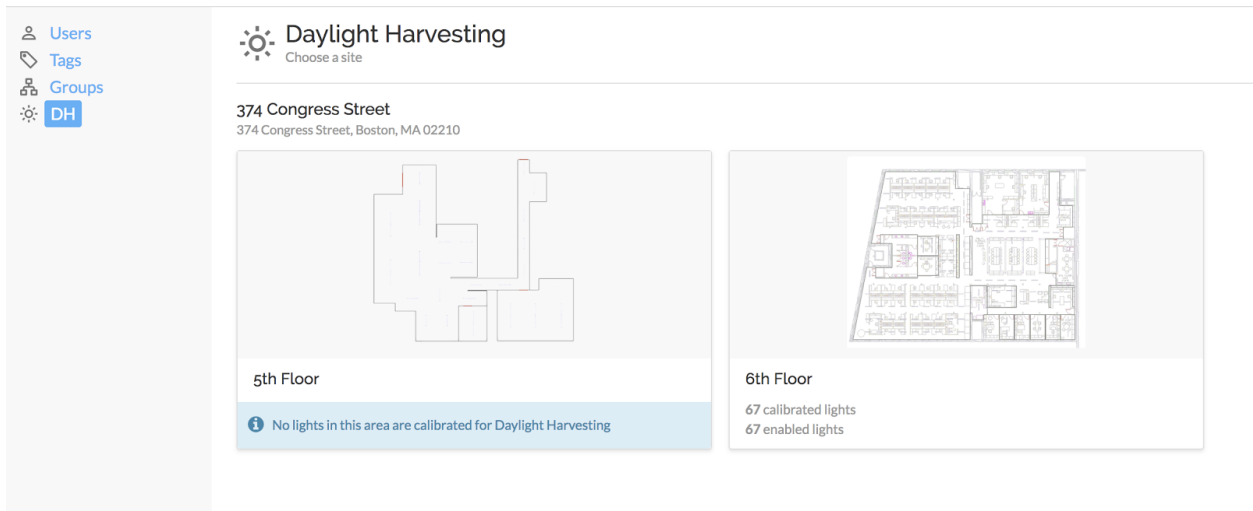 Users
Tags
Groups
DH
Daylight Harvesting
Choose a site
374 Congress Street
374 Congress Street, Boston, MA 02210
5th Floor
No lights in this area are calibrated for Daylight Harvesting
6th Floor
67 calibrated lights
67 enabled lights